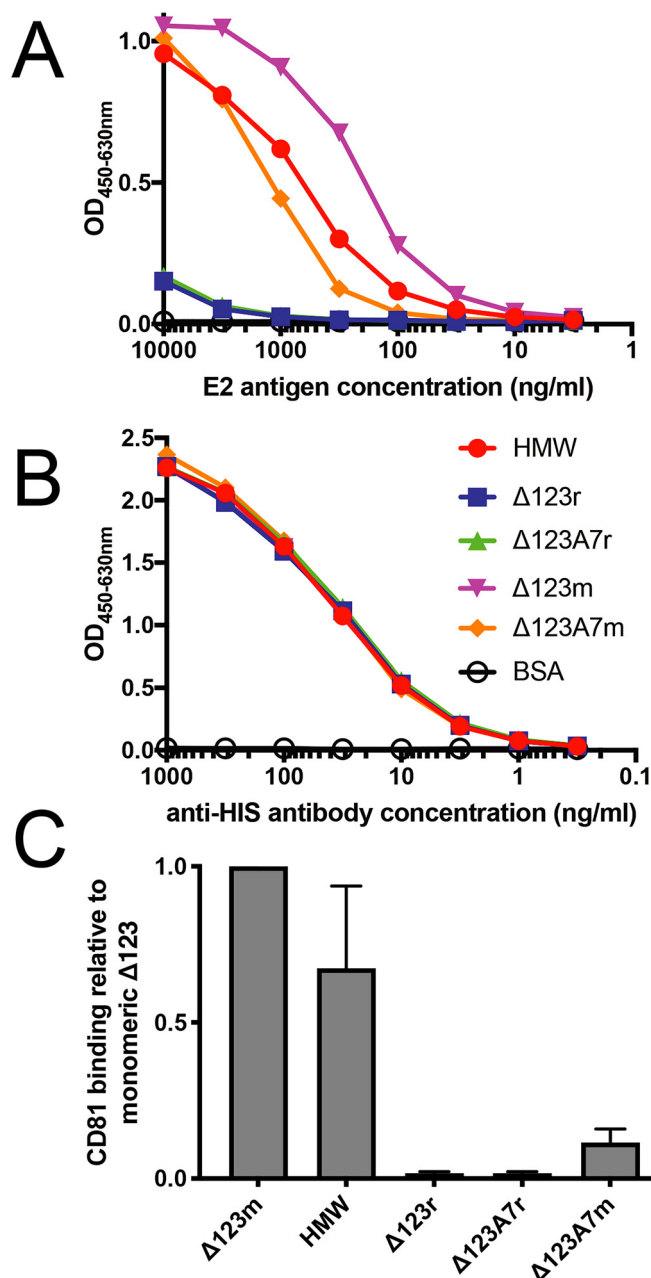 A
OD450-630nm
1.0
0.5
0.0
10000 1000 100 10 1
E2 antigen concentration (ng/ml)
B
OD450-630nm
2.5
2.0
1.5
1.0
0.5
0.0
1000 100 10 1 0.1
anti-HIS antibody concentration (ng/ml)
HMW
Δ123r
Δ123A7r
Δ123m
Δ123A7m
BSA
C
CD81 binding relative to
monomeric Δ123
1.0
0.5
0.0
Δ123m
HMW
Δ123r
Δ123A7r
Δ123A7m